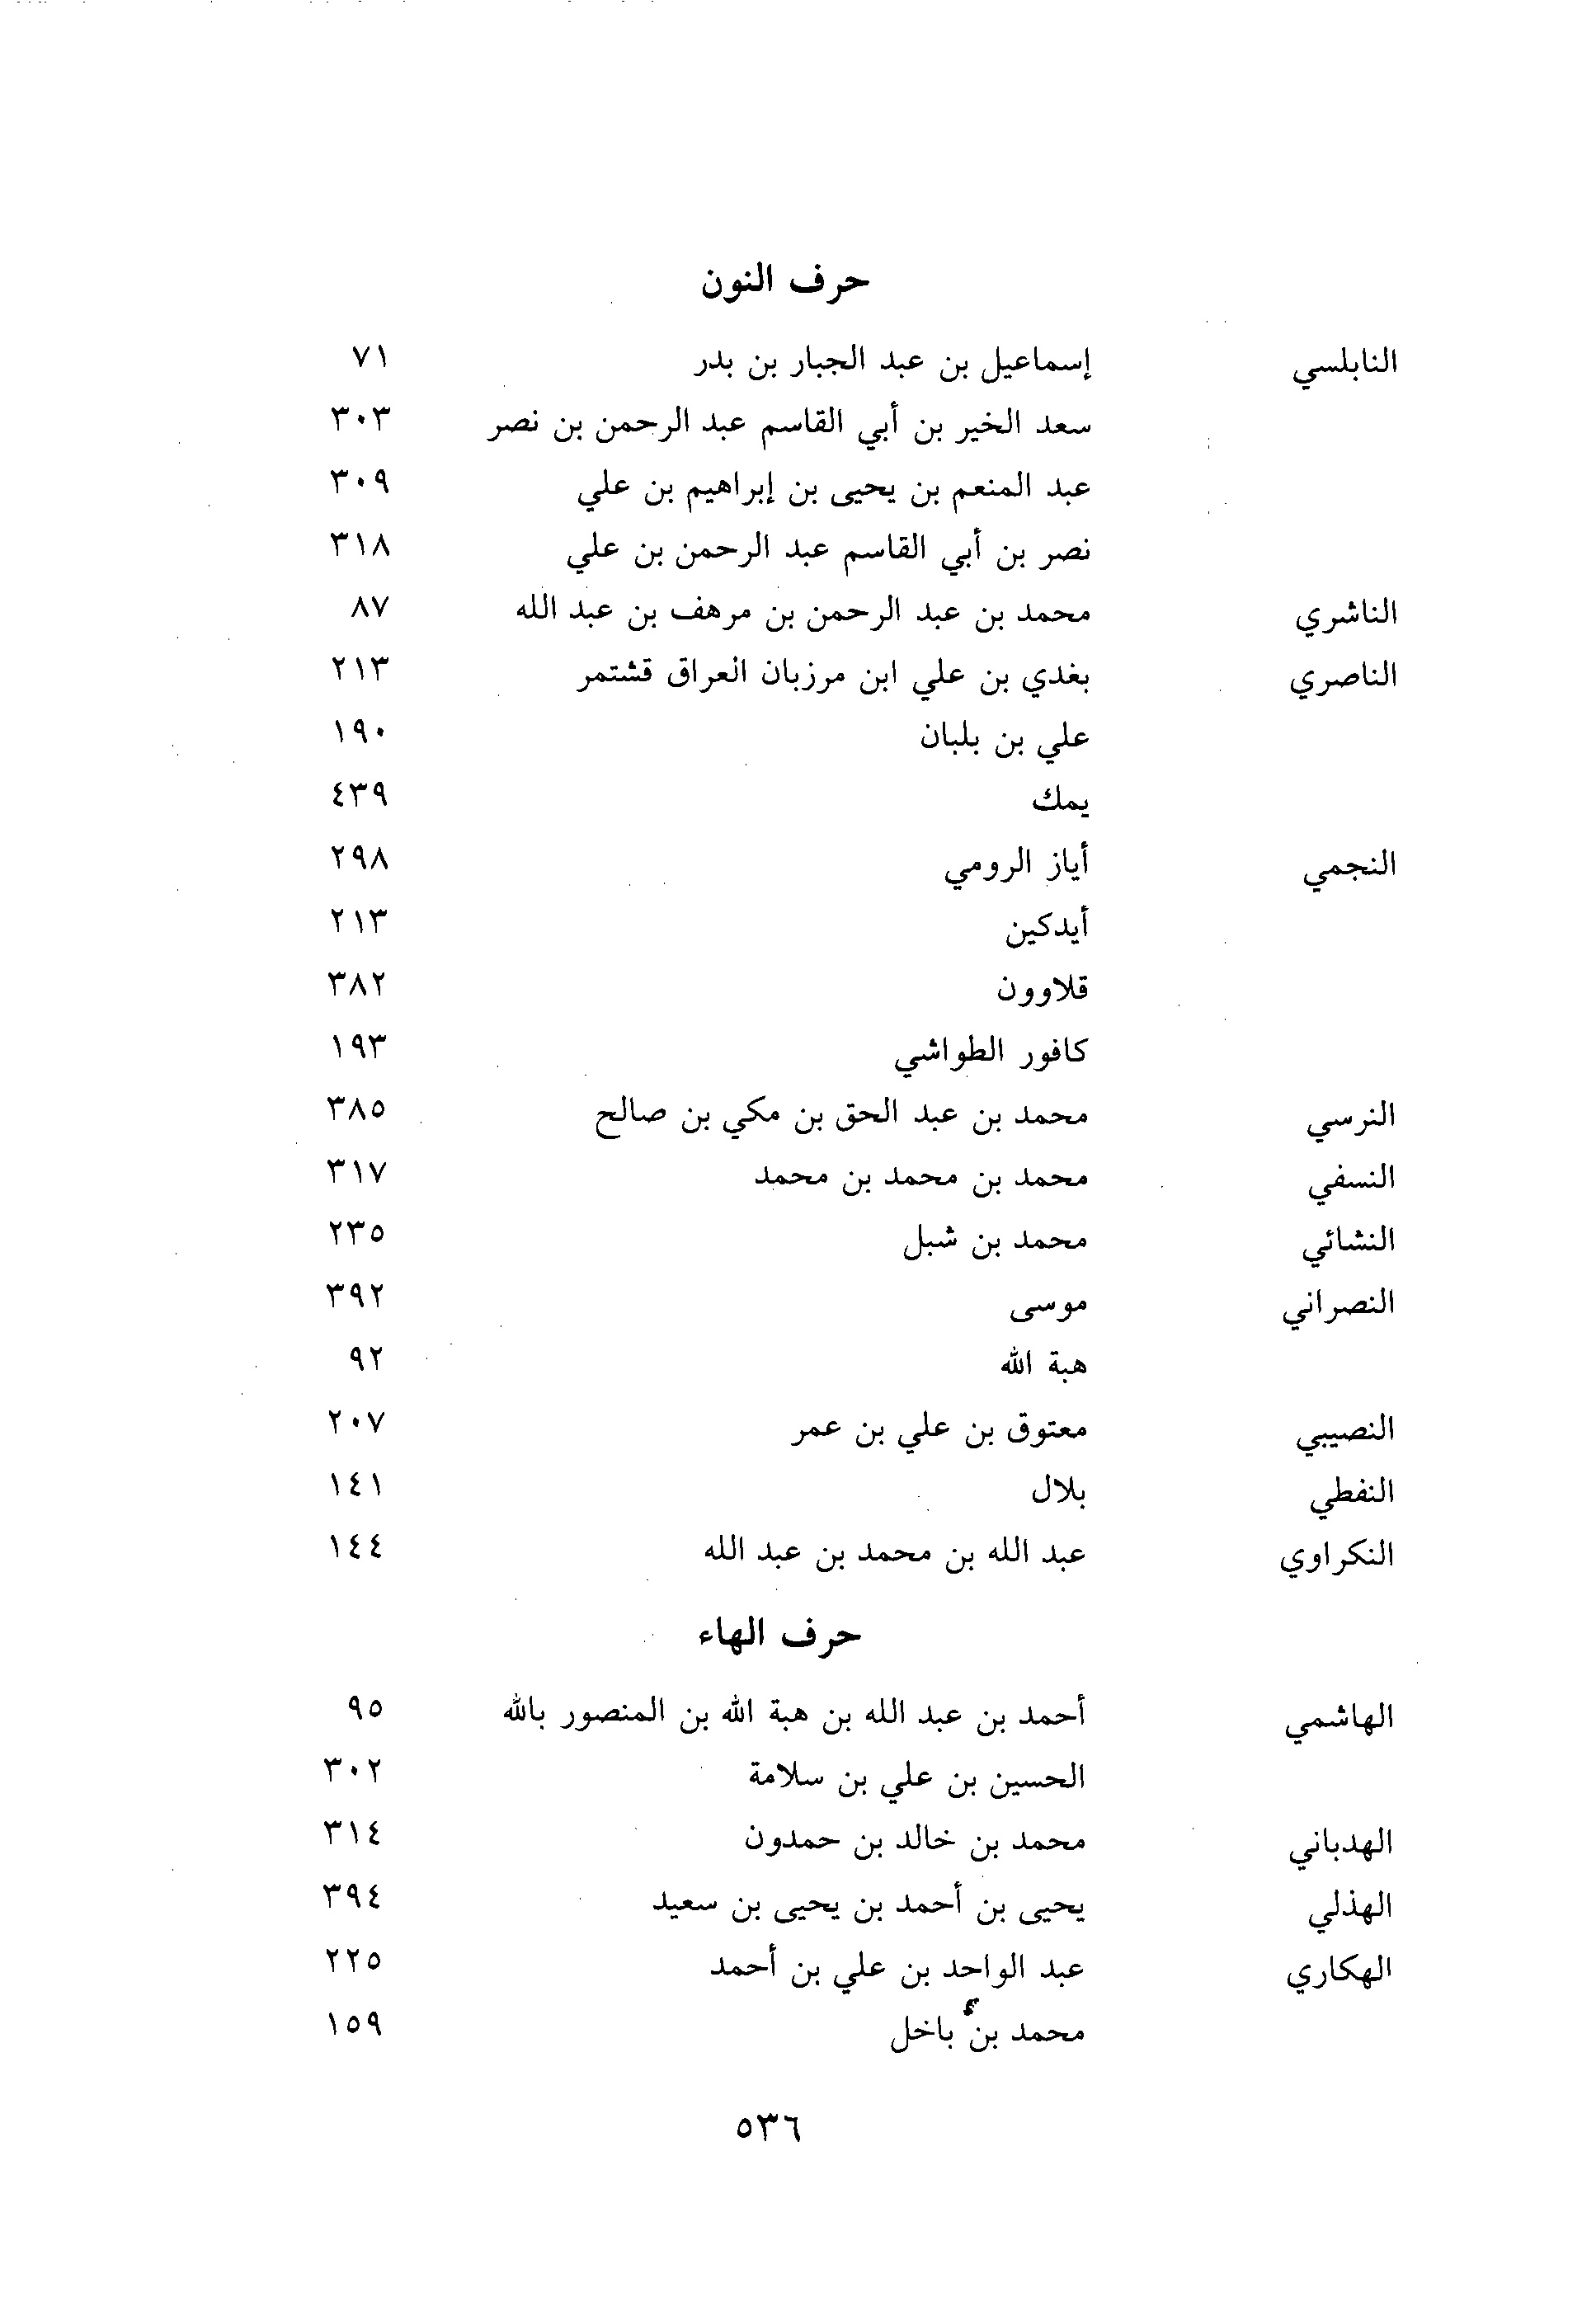 حرف النون
النابلسي إسماعيل بن عبد الجبار بن بدر ٧١
سعد الخير بن أبي القاسم عبد الرحمن بن نصر ٣٠٣
عبد المنعم بن يحيى بن إبراهيم بن علي ٣٠٩
نصر بن أبي القاسم عبد الرحمن بن علي ٣١٨
الناشري محمد بن عبد الرحمن بن مرهف بن عبد الله ٨٧
الناصري بغدي بن علي ابن مرزبان العراق قشتمر ٢١٣
علي بن بلبان ١٩٠
يمك ٤٣٩
النجمي أياز الرومي ٢٩٨
أيدكين ٢١٣
قلاوون ٣٨٢
كافور الطواشي ١٩٣
النرسي محمد بن عبد الحق بن مكي بن صالح ٣٨٥
النسفي محمد بن محمد بن محمد ٣١٧
النشائي محمد بن شبل ٢٣٥
النصراني موسى ٣٩٢
هبة الله ٩٢
النصيبي معتوق بن علي بن عمر ٢٠٧
النفطي بلال ١٤١
النكراوي عبد الله بن محمد بن عبد الله ١٤٤
حرف الهاء
الهاشمي أحمد بن عبد الله بن هبة الله بن المنصور بالله ٩٥
الحسين بن علي بن سلامة ٣٠٢
الهدباني محمد بن خالد بن حمدون ٣١٤
الهذلي يحيى بن أحمد بن يحيى بن سعيد ٣٩٤
الهكاري عبد الواحد بن علي بن أحمد ٢٢٥
محمد بن باخل ١٥٩
٥٣٦